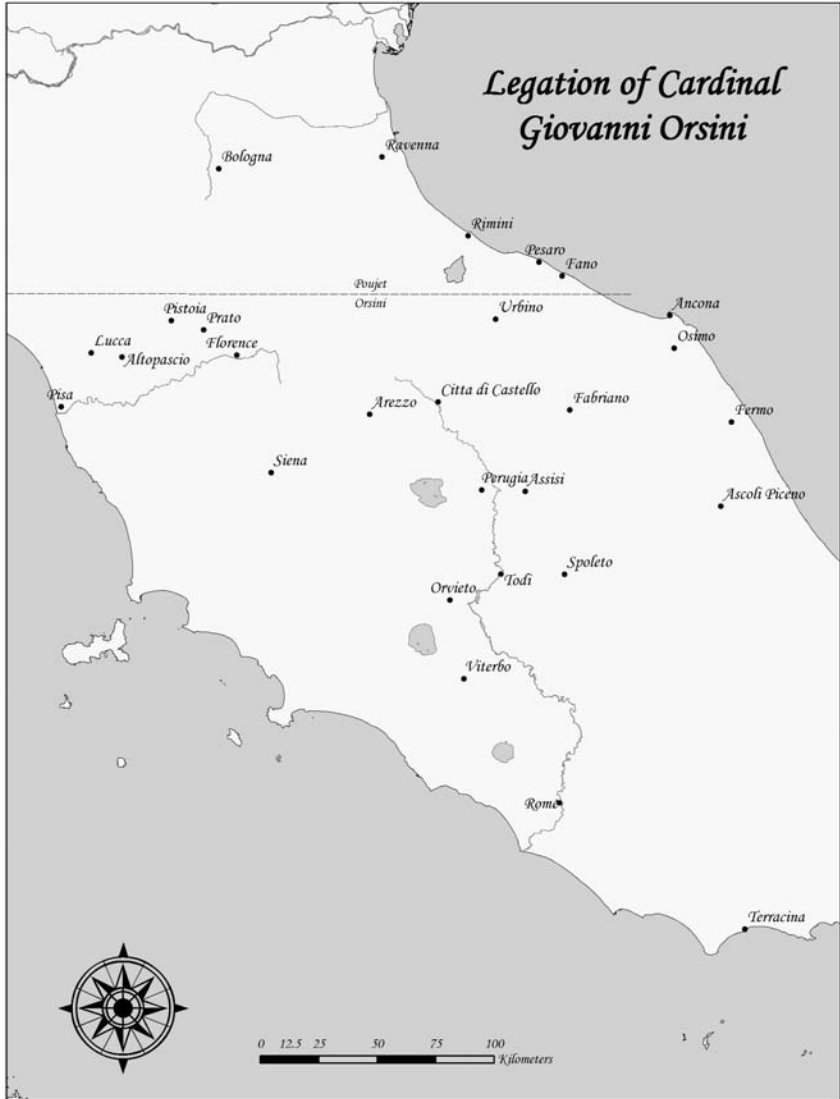 Legation of Cardinal
Giovanni Orsini
Ravenna
Bologna
Rimini
Pesaro
Fano
Poujet
Orsini
Ancona
Urbino
Pistoia
Prato
Osimo
Lucca
Florence
Altopascio
Citta di Castello
Fabriano
Pisa
Arezzo
Fermo
Siena
Perugia
Assisi
Ascoli Piceno
Spoleto
Todi
Orvieto
Viterbo
Rome
Terracina
0 12.5 25 50 75 100
Kilometers